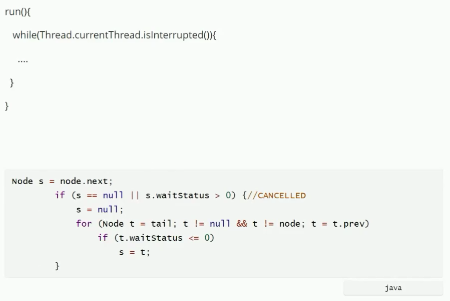 run(){
while(Thread.currentThread.isInterrupted()){
....
}
}
Node s = node.next;
if (s == null || s.waitStatus > 0) {//CANCELLED
s = null;
for (Node t = tail; t != null && t != node; t = t.prev)
if (t.waitStatus <= 0)
s = t;
}
java